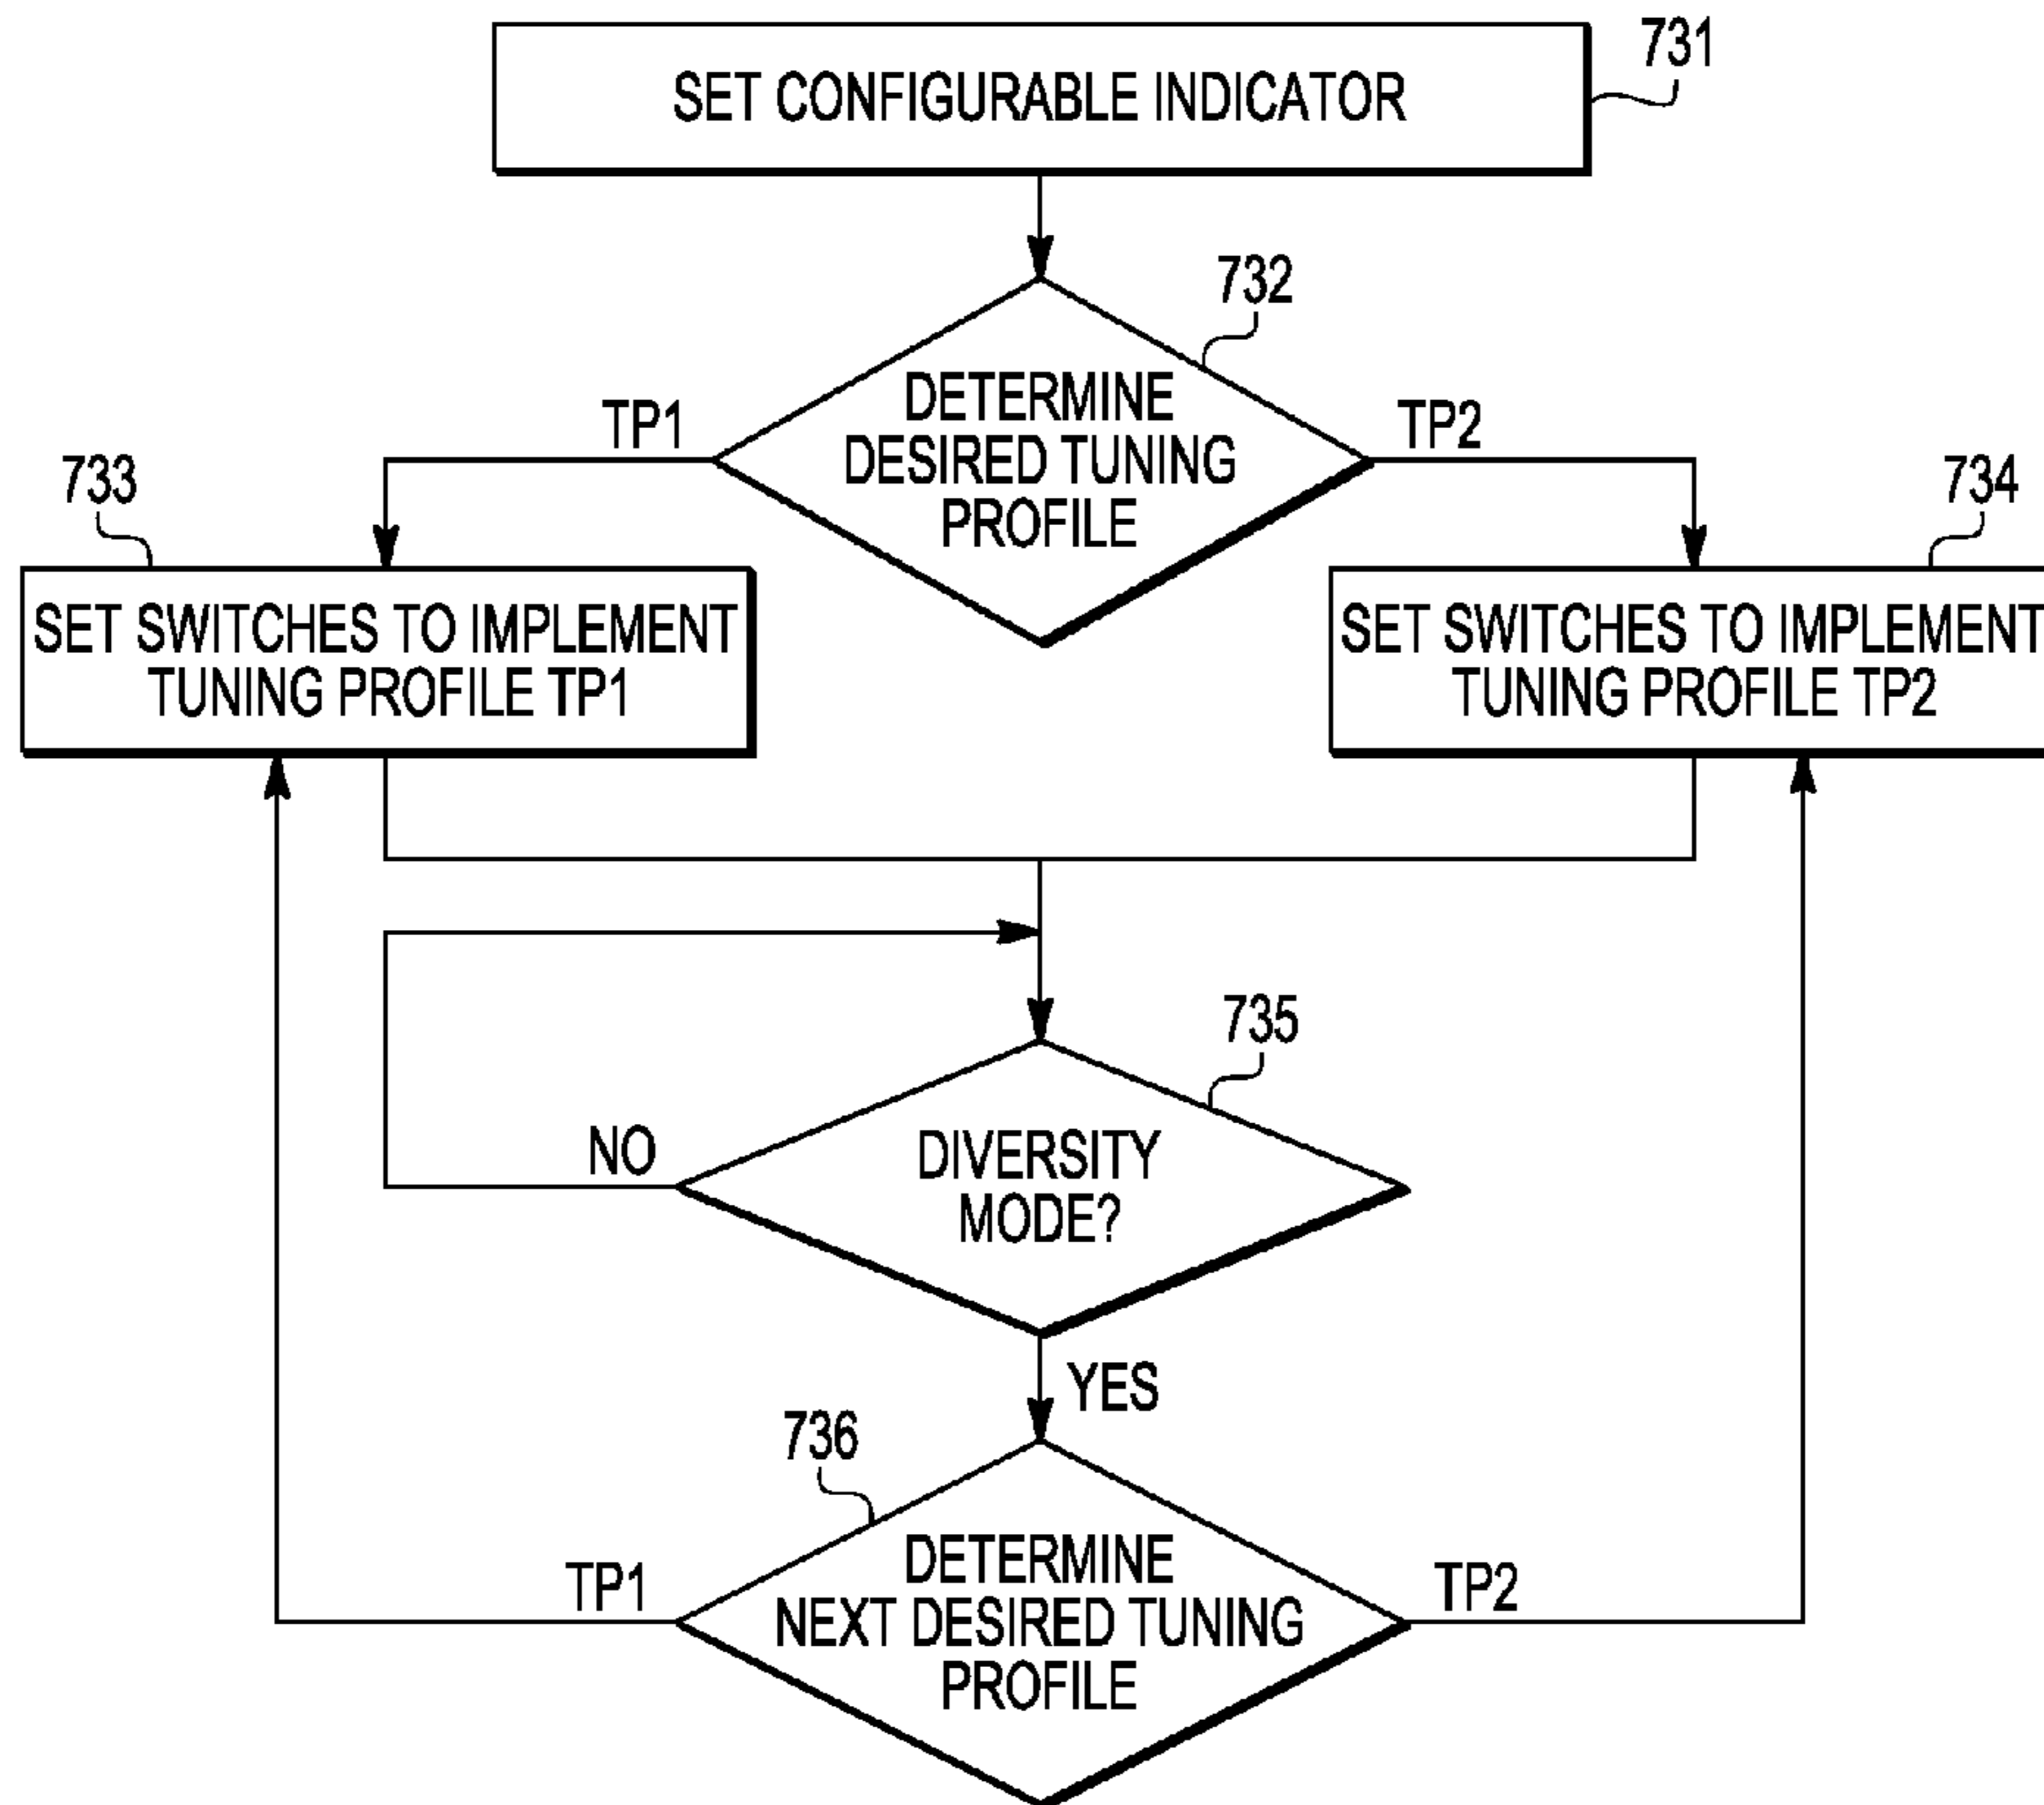 731
SET CONFIGURABLE INDICATOR
732
DETERMINE
DESIRED TUNING
PROFILE
TP1
TP2
733
734
SET SWITCHES TO IMPLEMENT
TUNING PROFILE TP1
SET SWITCHES TO IMPLEMENT
TUNING PROFILE TP2
735
DIVERSITY
MODE?
NO
YES
736
DETERMINE
NEXT DESIRED TUNING
PROFILE
TP1
TP2